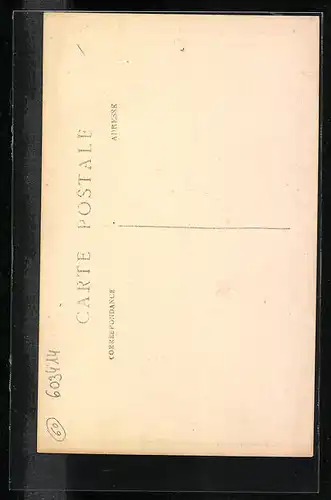 CARTE POSTALE
CORRESPONDANCE
ADRESSE
603414
60